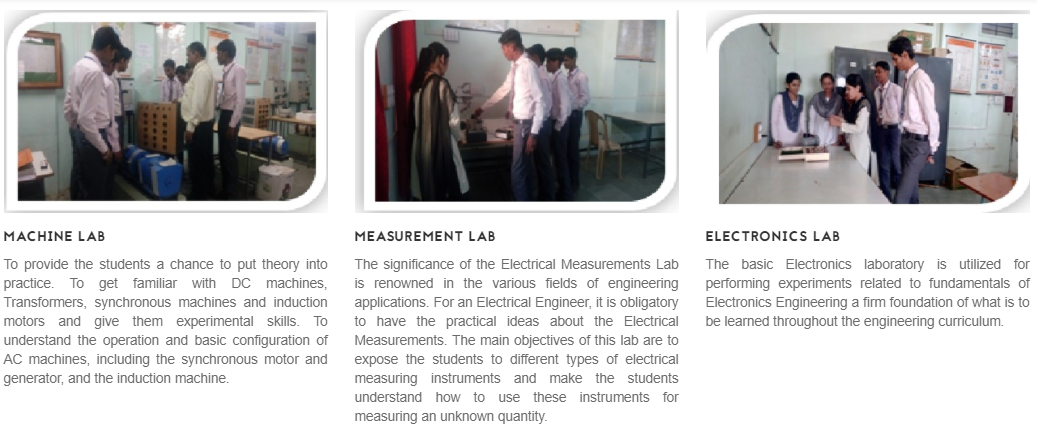 MACHINE LAB
To provide the students a chance to put theory into
practice. To get familiar with DC machines,
Transformers, synchronous machines and induction
motors and give them experimental skills. To
understand the operation and basic configuration of
AC machines, including the synchronous motor and
generator, and the induction machine.
MEASUREMENT LAB
The significance of the Electrical Measurements Lab
is renowned in the various fields of engineering
applications. For an Electrical Engineer, it is obligatory
to have the practical ideas about the Electrical
Measurements. The main objectives of this lab are to
expose the students to different types of electrical
measuring instruments and make the students
understand how to use these instruments for
measuring an unknown quantity.
ELECTRONICS LAB
The basic Electronics laboratory is utilized for
performing experiments related to fundamentals of
Electronics Engineering a firm foundation of what is to
be learned throughout the engineering curriculum.